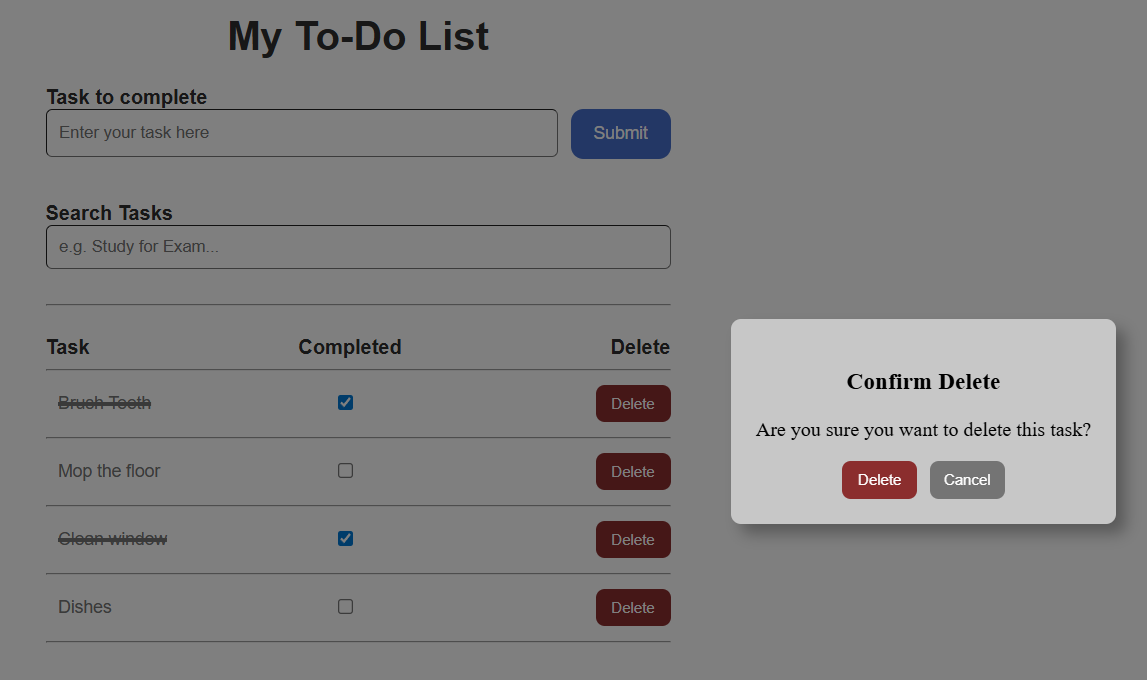 My To-Do List
Task to complete
Enter your task here
Submit
Search Tasks
e.g. Study for Exam...
Task Completed Delete
Brush Teeth Delete
Mop the floor Delete
Clean window Delete
Dishes Delete
Confirm Delete
Are you sure you want to delete this task?
Delete Cancel